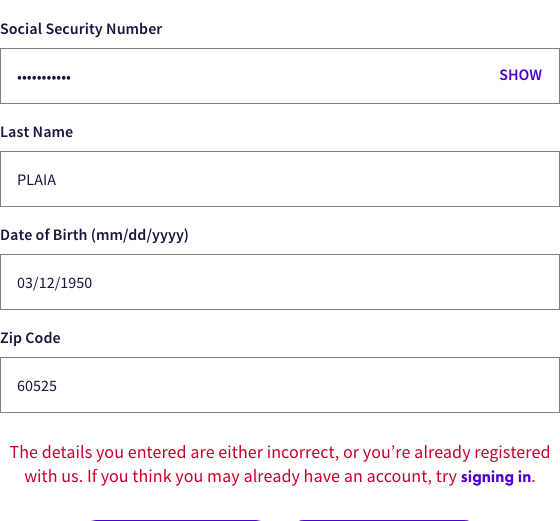 Social Security Number
••••••••••• SHOW
Last Name
PLAIA
Date of Birth (mm/dd/yyyy)
03/12/1950
Zip Code
60525
The details you entered are either incorrect, or you’re already registered
with us. If you think you may already have an account, try signing in.